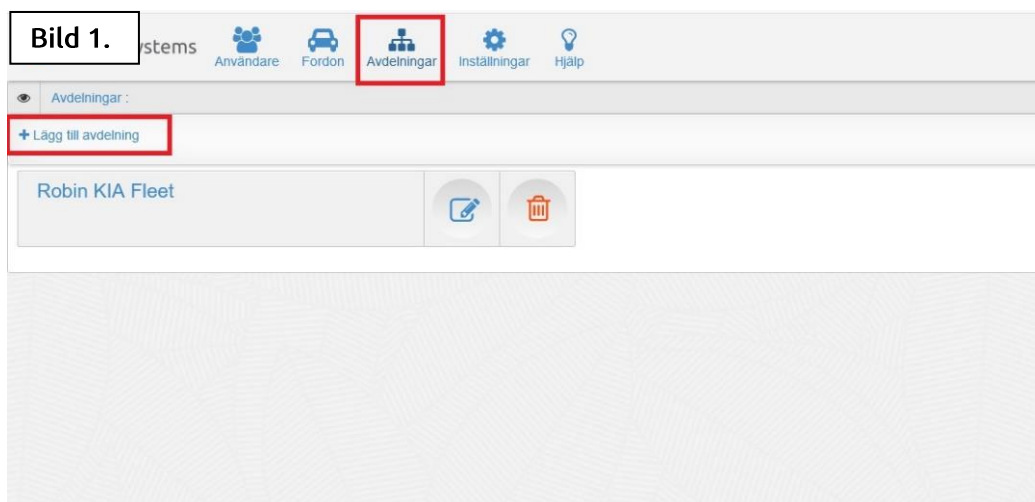 Bild 1.
ystems
Användare
Fordon
Avdelningar
Inställningar
Hjälp
Avdelningar :
Lägg till avdelning
Robin KIA Fleet